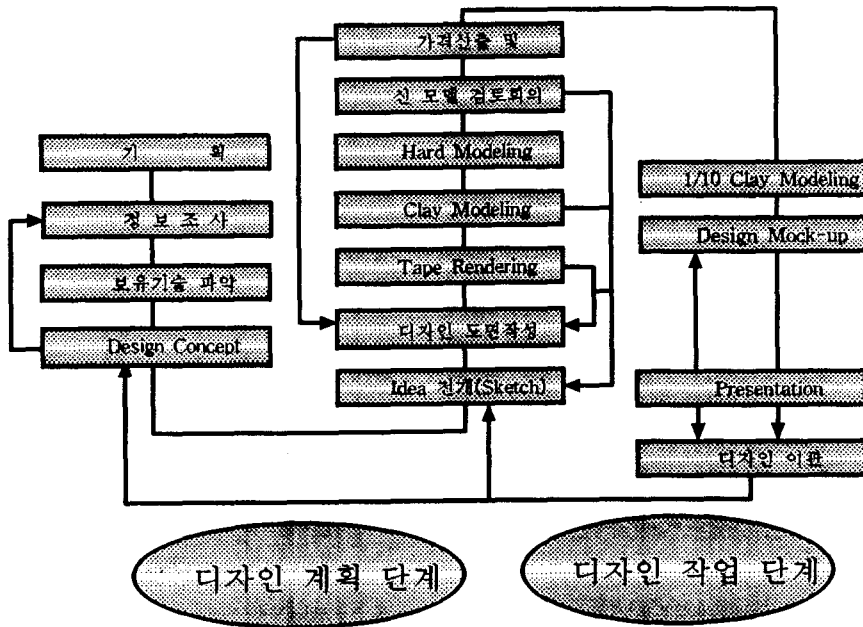 기 획
정보조사
보유기술 파악
Design Concept
가격산출 및
신 모델 검토회의
Hard Modeling
Clay Modeling
Tape Rendering
디자인 도면작성
Idea 전개(Sketch)
1/10 Clay Modeling
Design Mock-up
Presentation
디자인 이관
디자인 계획 단계
디자인 작업 단계